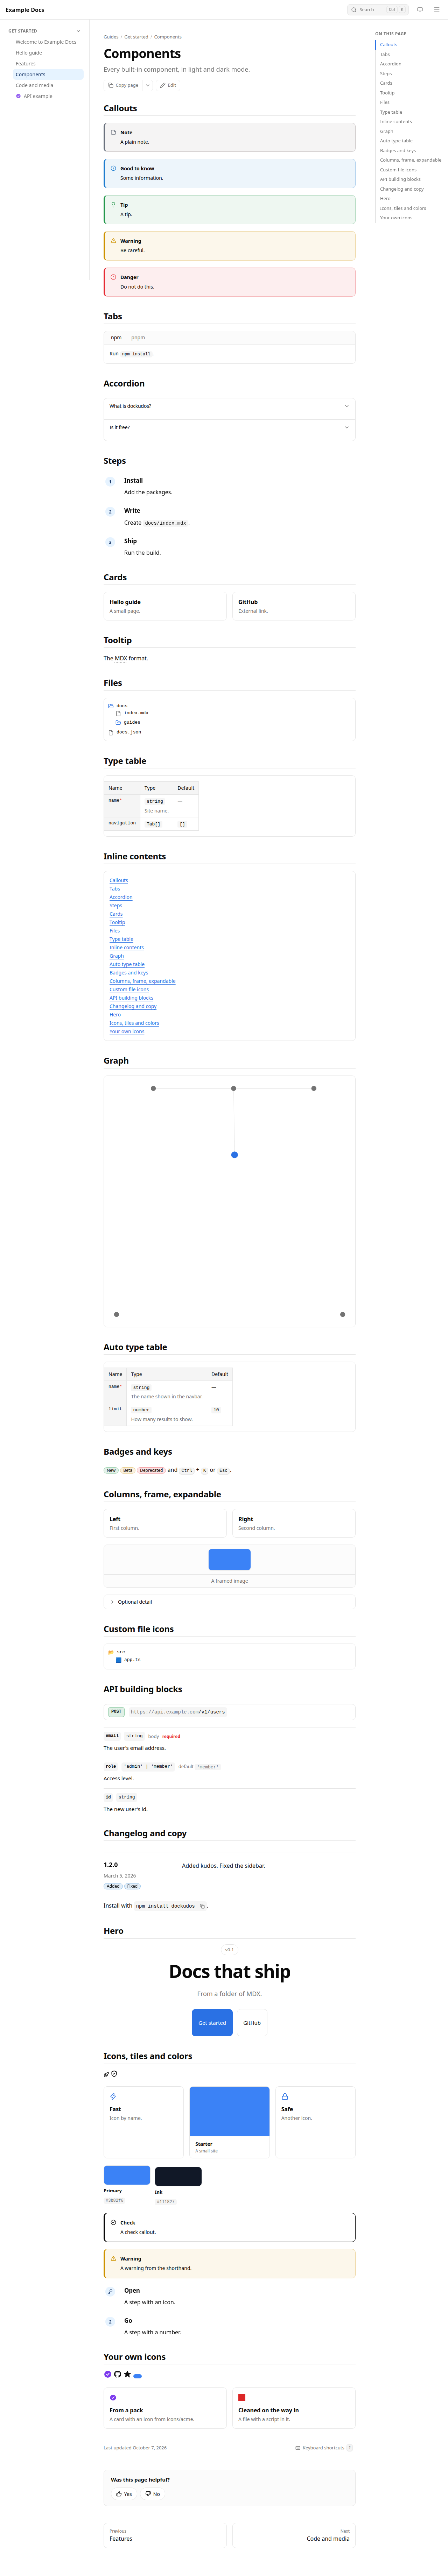 Example Docs
Search Ctrl K
GET STARTED
Welcome to Example Docs
Hello guide
Features
Components
Code and media
API example
Guides / Get started / Components
Components
Every built-in component, in light and dark mode.
Copy page
Edit
Callouts
Note
A plain note.
Good to know
Some information.
Tip
A tip.
Warning
Be careful.
Danger
Do not do this.
Tabs
npm pnpm
Run npm install.
Accordion
What is dockudos?
Is it free?
Steps
1 Install
Add the packages.
2 Write
Create docs/index.mdx.
3 Ship
Run the build.
Cards
Hello guide
A small page.
GitHub
External link.
Tooltip
The MDX format.
Files
docs
index.mdx
guides
docs.json
Type table
Name Type Default
name* string —
Site name.
navigation Tab[] []
Inline contents
Callouts
Tabs
Accordion
Steps
Cards
Tooltip
Files
Type table
Inline contents
Graph
Auto type table
Badges and keys
Columns, frame, expandable
Custom file icons
API building blocks
Changelog and copy
Hero
Icons, tiles and colors
Your own icons
Graph
Auto type table
Name Type Default
name* string —
The name shown in the navbar.
limit number 10
How many results to show.
Badges and keys
New Beta Deprecated and Ctrl + K or Esc.
Columns, frame, expandable
Left
First column.
Right
Second column.
A framed image
Optional detail
Custom file icons
src
app.ts
API building blocks
POST https://api.example.com/v1/users
email string body required
The user's email address.
role 'admin' | 'member' default 'member'
Access level.
id string
The new user's id.
Changelog and copy
1.2.0
March 5, 2026
Added Fixed
Added kudos. Fixed the sidebar.
Install with npm install dockudos.
Hero
v0.1
Docs that ship
From a folder of MDX.
Get started GitHub
Icons, tiles and colors
Fast
Icon by name.
Starter
A small site
Safe
Another icon.
Primary
#3b82f6
Ink
#111827
Check
A check callout.
Warning
A warning from the shorthand.
Open
A step with an icon.
2 Go
A step with a number.
Your own icons
From a pack
A card with an icon from icons/acme.
Cleaned on the way in
A file with a script in it.
Last updated October 7, 2026
Keyboard shortcuts ?
Was this page helpful?
Yes No
Previous
Features
Next
Code and media
ON THIS PAGE
Callouts
Tabs
Accordion
Steps
Cards
Tooltip
Files
Type table
Inline contents
Graph
Auto type table
Badges and keys
Columns, frame, expandable
Custom file icons
API building blocks
Changelog and copy
Hero
Icons, tiles and colors
Your own icons